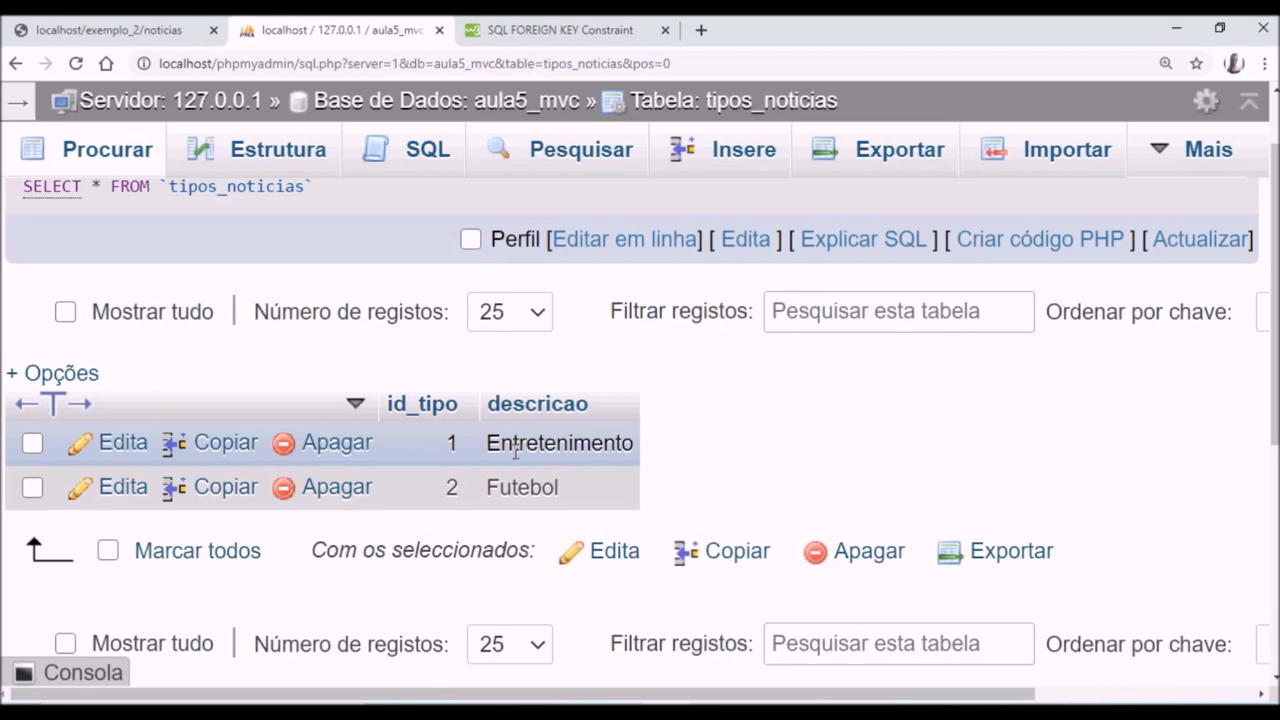 localhost/exemplo_2/noticias
localhost / 127.0.0.1 / aula5_mvc
SQL FOREIGN KEY Constraint
localhost/phpmyadmin/sql.php?server=1&db=aula5_mvc&table=tipos_noticias&pos=0
Servidor: 127.0.0.1 » Base de Dados: aula5_mvc » Tabela: tipos_noticias
Procurar Estrutura SQL Pesquisar Insere Exportar Importar Mais
SELECT * FROM `tipos_noticias`
Perfil [Editar em linha] [ Edita ] [ Explicar SQL ] [ Criar código PHP ] [ Actualizar]
Mostrar tudo Número de registos: 25 Filtrar registos: Pesquisar esta tabela Ordenar por chave:
+ Opções
id_tipo descricao
Edita Copiar Apagar 1 Entretenimento
Edita Copiar Apagar 2 Futebol
Marcar todos Com os seleccionados: Edita Copiar Apagar Exportar
Mostrar tudo Número de registos: 25 Filtrar registos: Pesquisar esta tabela Ordenar por chave:
Consola